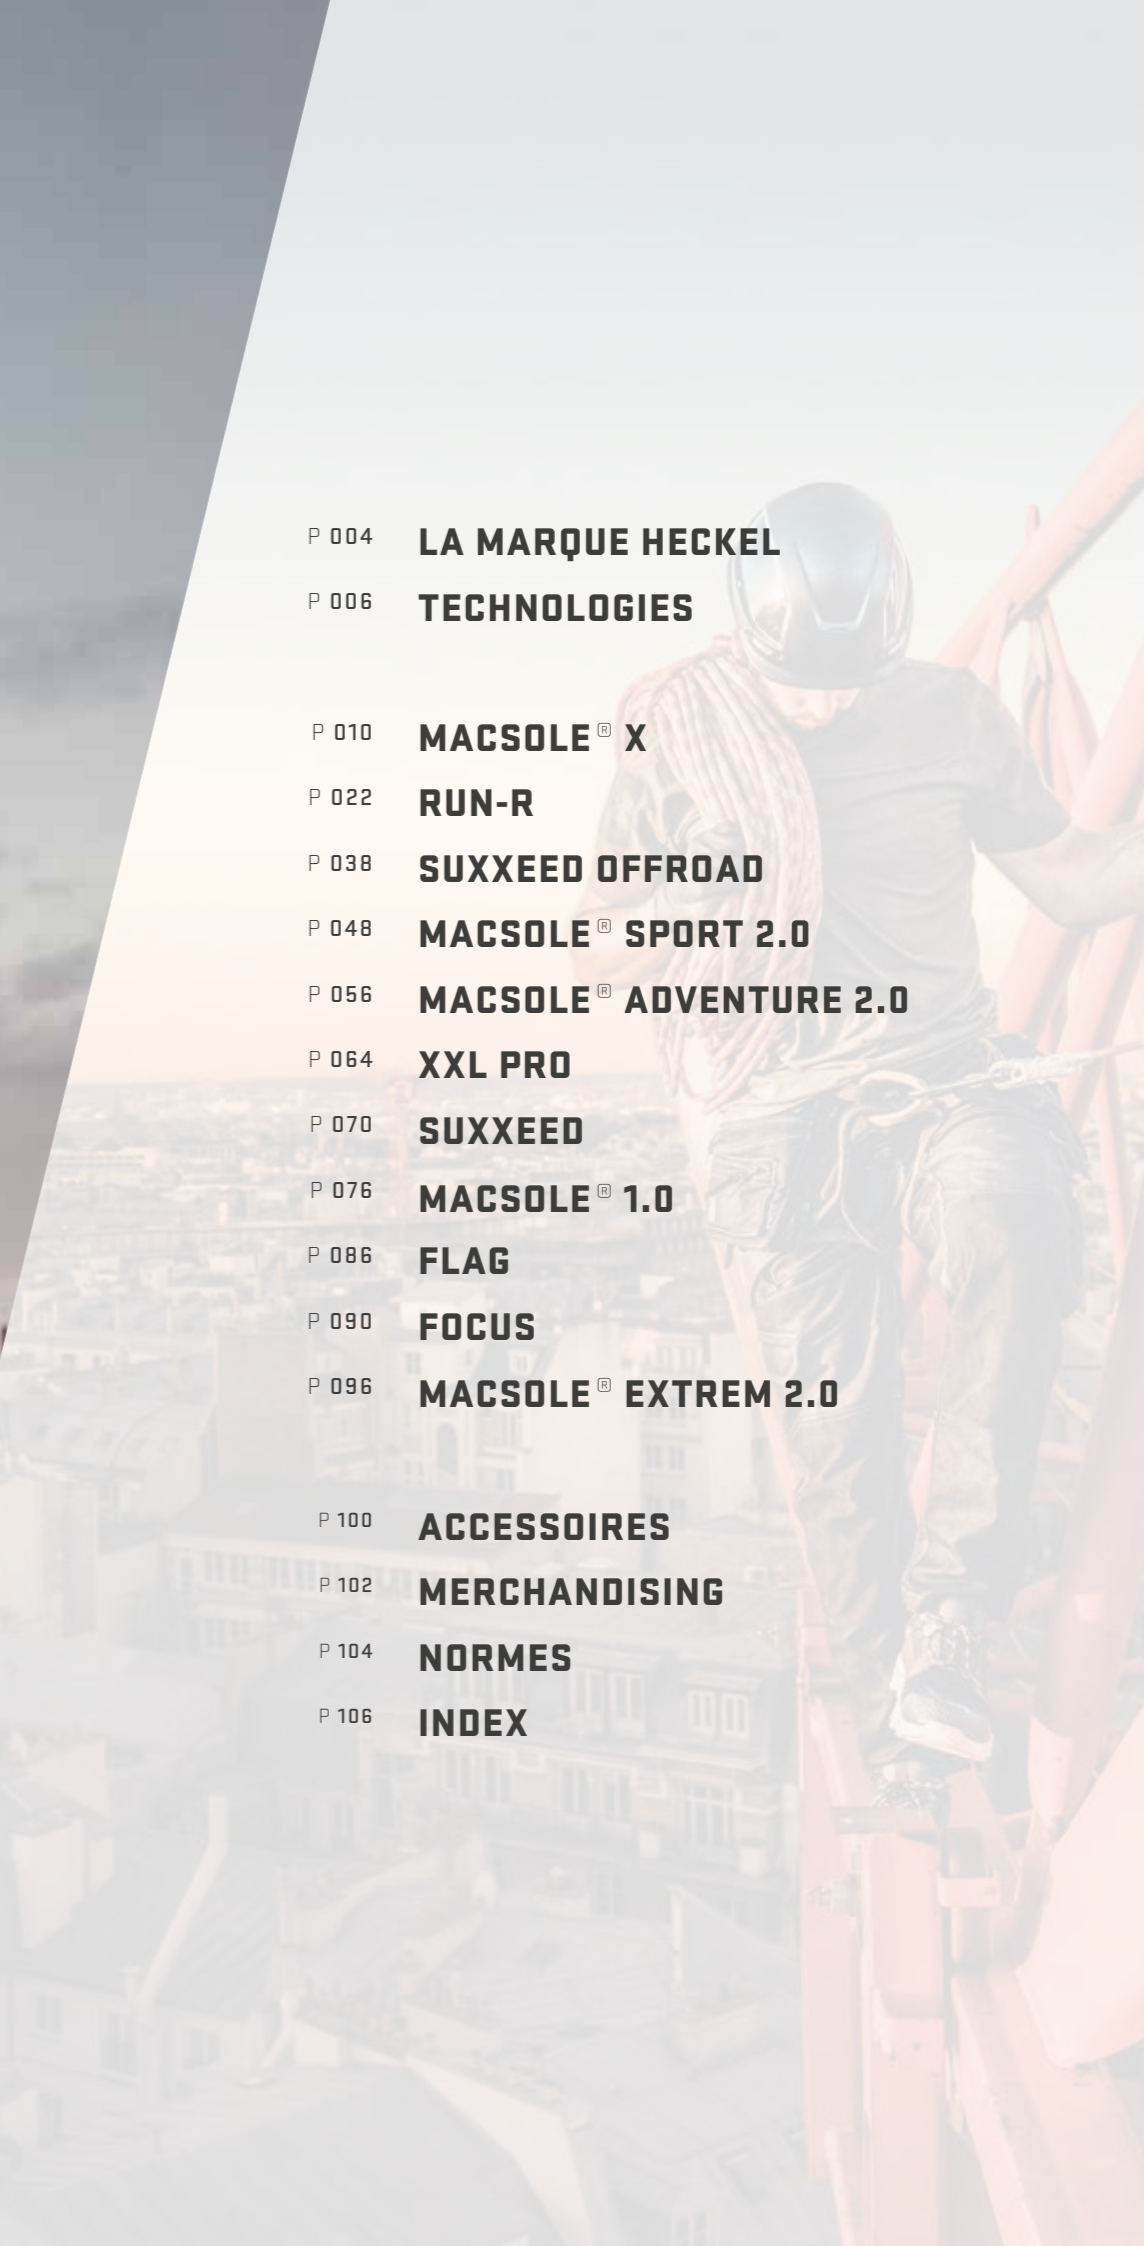 P 004 LA MARQUE HECKEL
P 006 TECHNOLOGIES
P 010 MACSOLE® X
P 022 RUN-R
P 038 SUXXEED OFFROAD
P 048 MACSOLE® SPORT 2.0
P 056 MACSOLE® ADVENTURE 2.0
P 064 XXL PRO
P 070 SUXXEED
P 076 MACSOLE® 1.0
P 086 FLAG
P 090 FOCUS
P 096 MACSOLE® EXTREM 2.0
P 100 ACCESSOIRES
P 102 MERCHANDISING
P 104 NORMES
P 106 INDEX